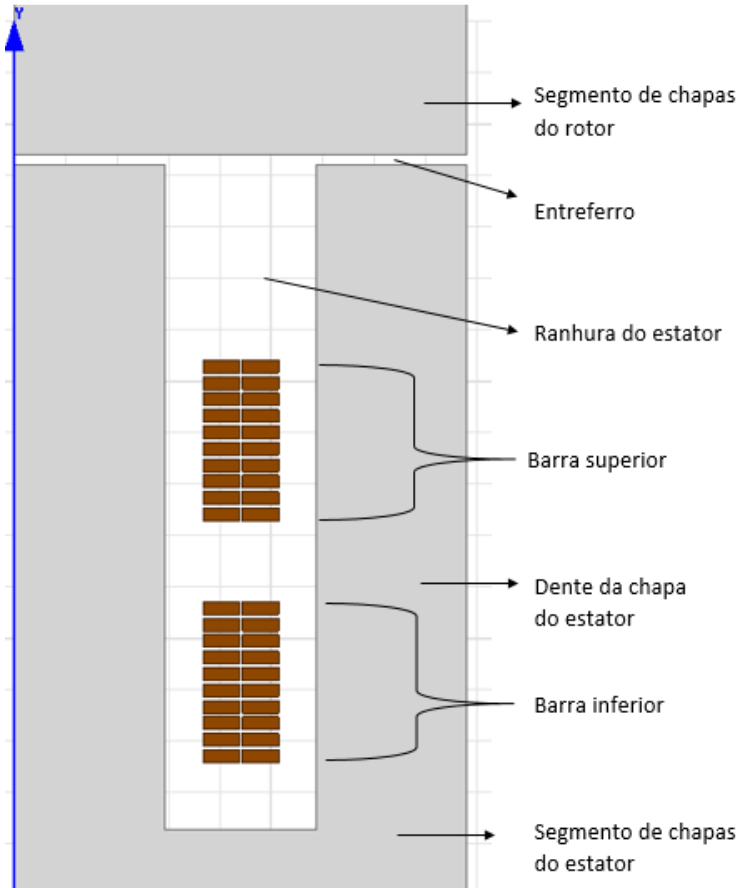 Y
Segmento de chapas
do rotor
Entreferro
Ranhura do estator
Barra superior
Dente da chapa
do estator
Barra inferior
Segmento de chapas
do estator